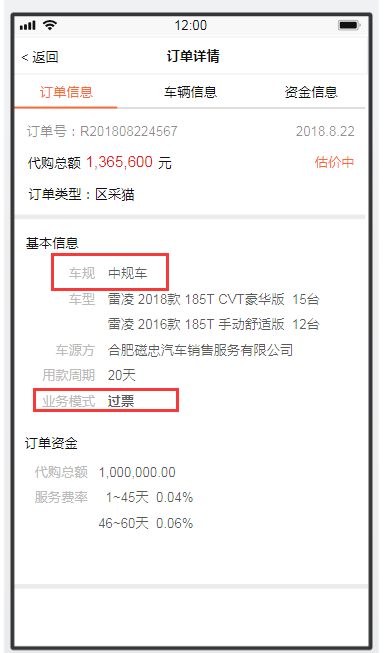 12:00
< 返回 订单详情
订单信息 车辆信息 资金信息
订单号：R201808224567 2018.8.22
代购总额 1,365,600 元 估价中
订单类型：区采猫
基本信息
车规 中规车
车型 雷凌 2018款 185T CVT豪华版 15台
雷凌 2016款 185T 手动舒适版 12台
车源方 合肥磁忠汽车销售服务有限公司
用款周期 20天
业务模式 过票
订单资金
代购总额 1,000,000.00
服务费率 1~45天 0.04%
46~60天 0.06%